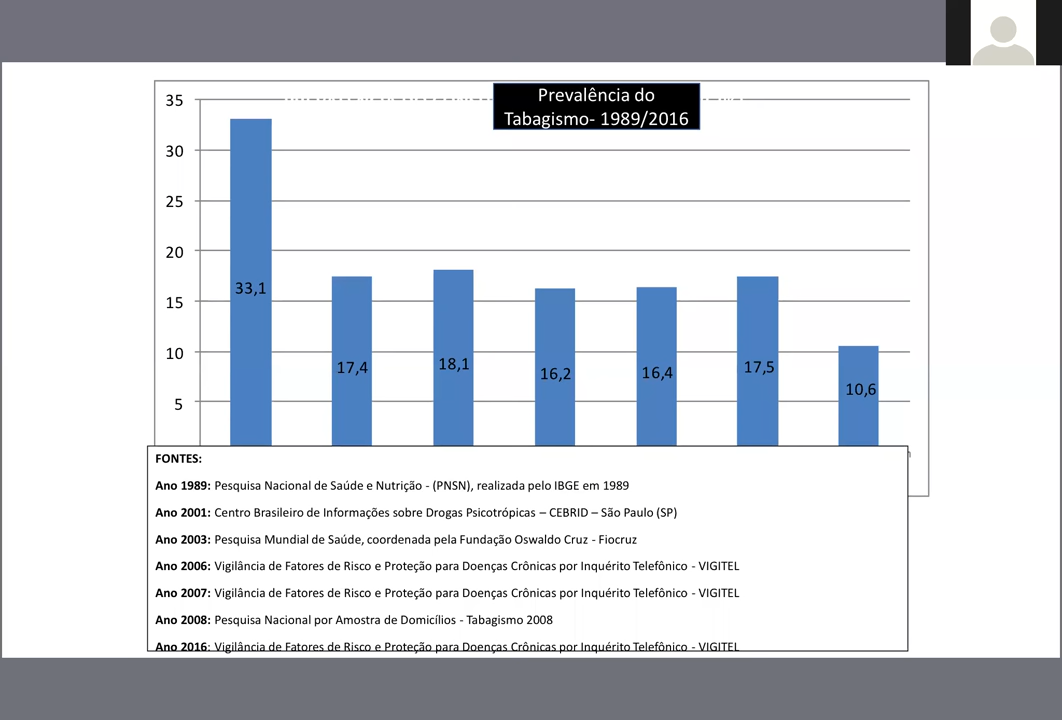 Prevalência do
Tabagismo- 1989/2016
35
30
25
20
15
10
5
33,1
17,4
18,1
16,2
16,4
17,5
10,6
FONTES:
Ano 1989: Pesquisa Nacional de Saúde e Nutrição - (PNSN), realizada pelo IBGE em 1989
Ano 2001: Centro Brasileiro de Informações sobre Drogas Psicotrópicas – CEBRID – São Paulo (SP)
Ano 2003: Pesquisa Mundial de Saúde, coordenada pela Fundação Oswaldo Cruz - Fiocruz
Ano 2006: Vigilância de Fatores de Risco e Proteção para Doenças Crônicas por Inquérito Telefônico - VIGITEL
Ano 2007: Vigilância de Fatores de Risco e Proteção para Doenças Crônicas por Inquérito Telefônico - VIGITEL
Ano 2008: Pesquisa Nacional por Amostra de Domicílios - Tabagismo 2008
Ano 2016: Vigilância de Fatores de Risco e Proteção para Doenças Crônicas por Inquérito Telefônico - VIGITEL